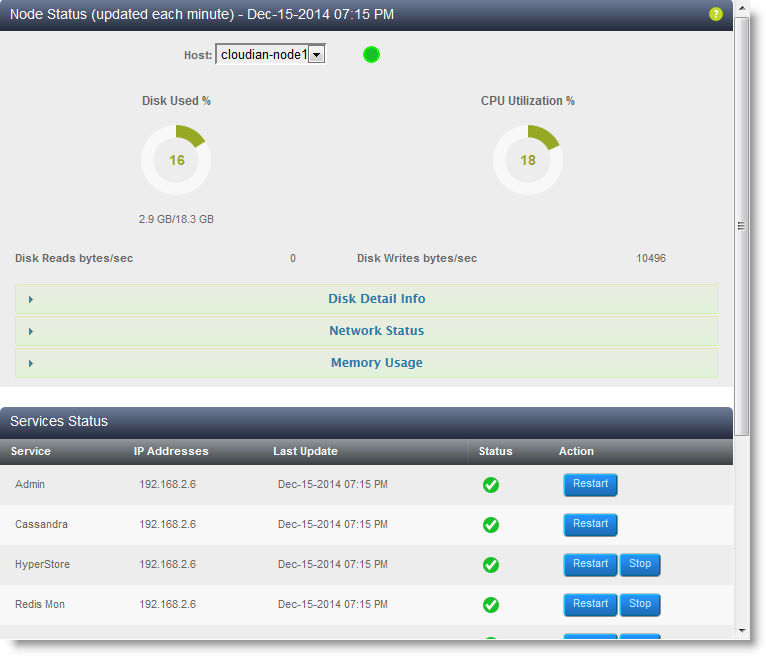 Node Status (updated each minute) - Dec-15-2014 07:15 PM ?
Host: cloudian-node1
Disk Used % CPU Utilization %
16 18
2.9 GB/18.3 GB
Disk Reads bytes/sec 0 Disk Writes bytes/sec 10496
Disk Detail Info
Network Status
Memory Usage
Services Status
Service IP Addresses Last Update Status Action
Admin 192.168.2.6 Dec-15-2014 07:15 PM Restart
Cassandra 192.168.2.6 Dec-15-2014 07:15 PM Restart
HyperStore 192.168.2.6 Dec-15-2014 07:15 PM Restart Stop
Redis Mon 192.168.2.6 Dec-15-2014 07:15 PM Restart Stop